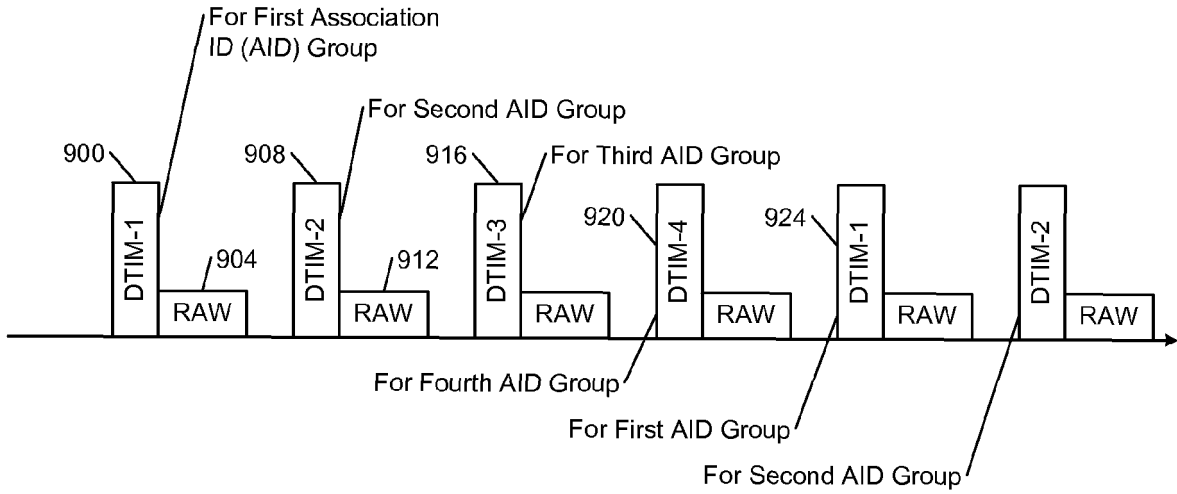 For First Association
ID (AID) Group
For Second AID Group
900
908
916
For Third AID Group
920
924
DTIM-1
DTIM-2
DTIM-3
DTIM-4
DTIM-1
DTIM-2
904
912
RAW
RAW
RAW
RAW
RAW
RAW
For Fourth AID Group
For First AID Group
For Second AID Group